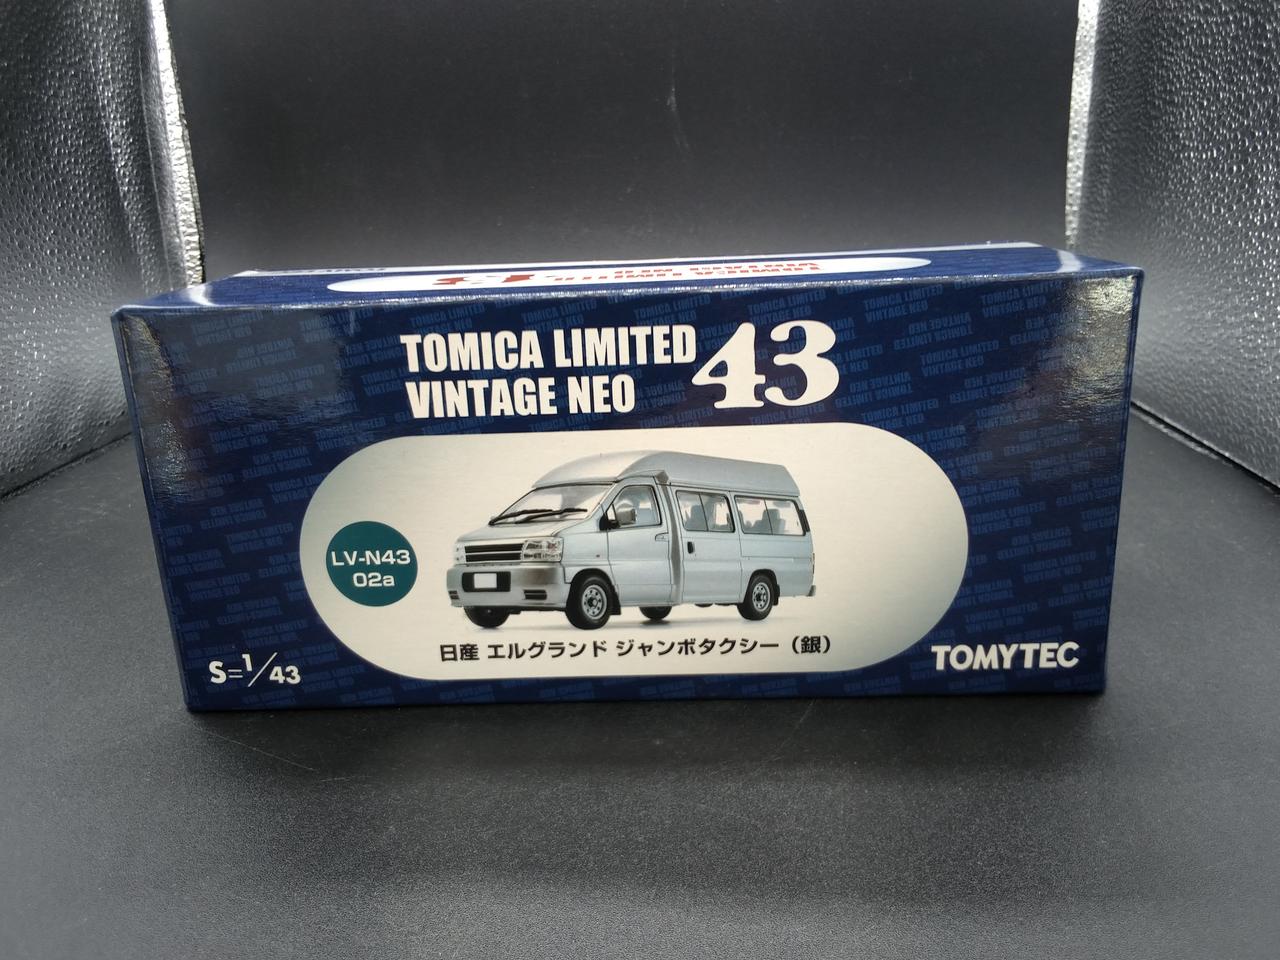 TOMICA LIMITED
VINTAGE NEO
43
LV-N43
02a
日産 エルグランド ジャンボタクシー（銀）
S=1/43
TOMYTEC